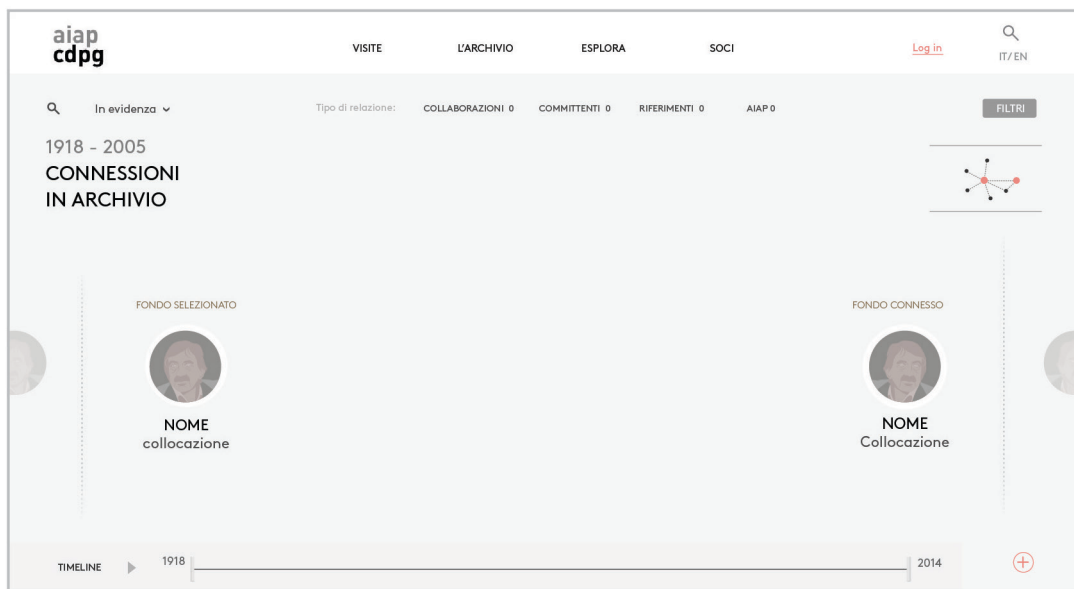 aiap
cdpg
VISITE
L'ARCHIVIO
ESPLORA
SOCI
Log in
IT/ EN
In evidenza
Tipo di relazione:
COLLABORAZIONI 0
COMMITTENTI 0
RIFERIMENTI 0
AIAP 0
FILTRI
1918 - 2005
CONNESSIONI
IN ARCHIVIO
FONDO SELEZIONATO
NOME
collocazione
FONDO CONNESSO
NOME
Collocazione
TIMELINE
1918
2014